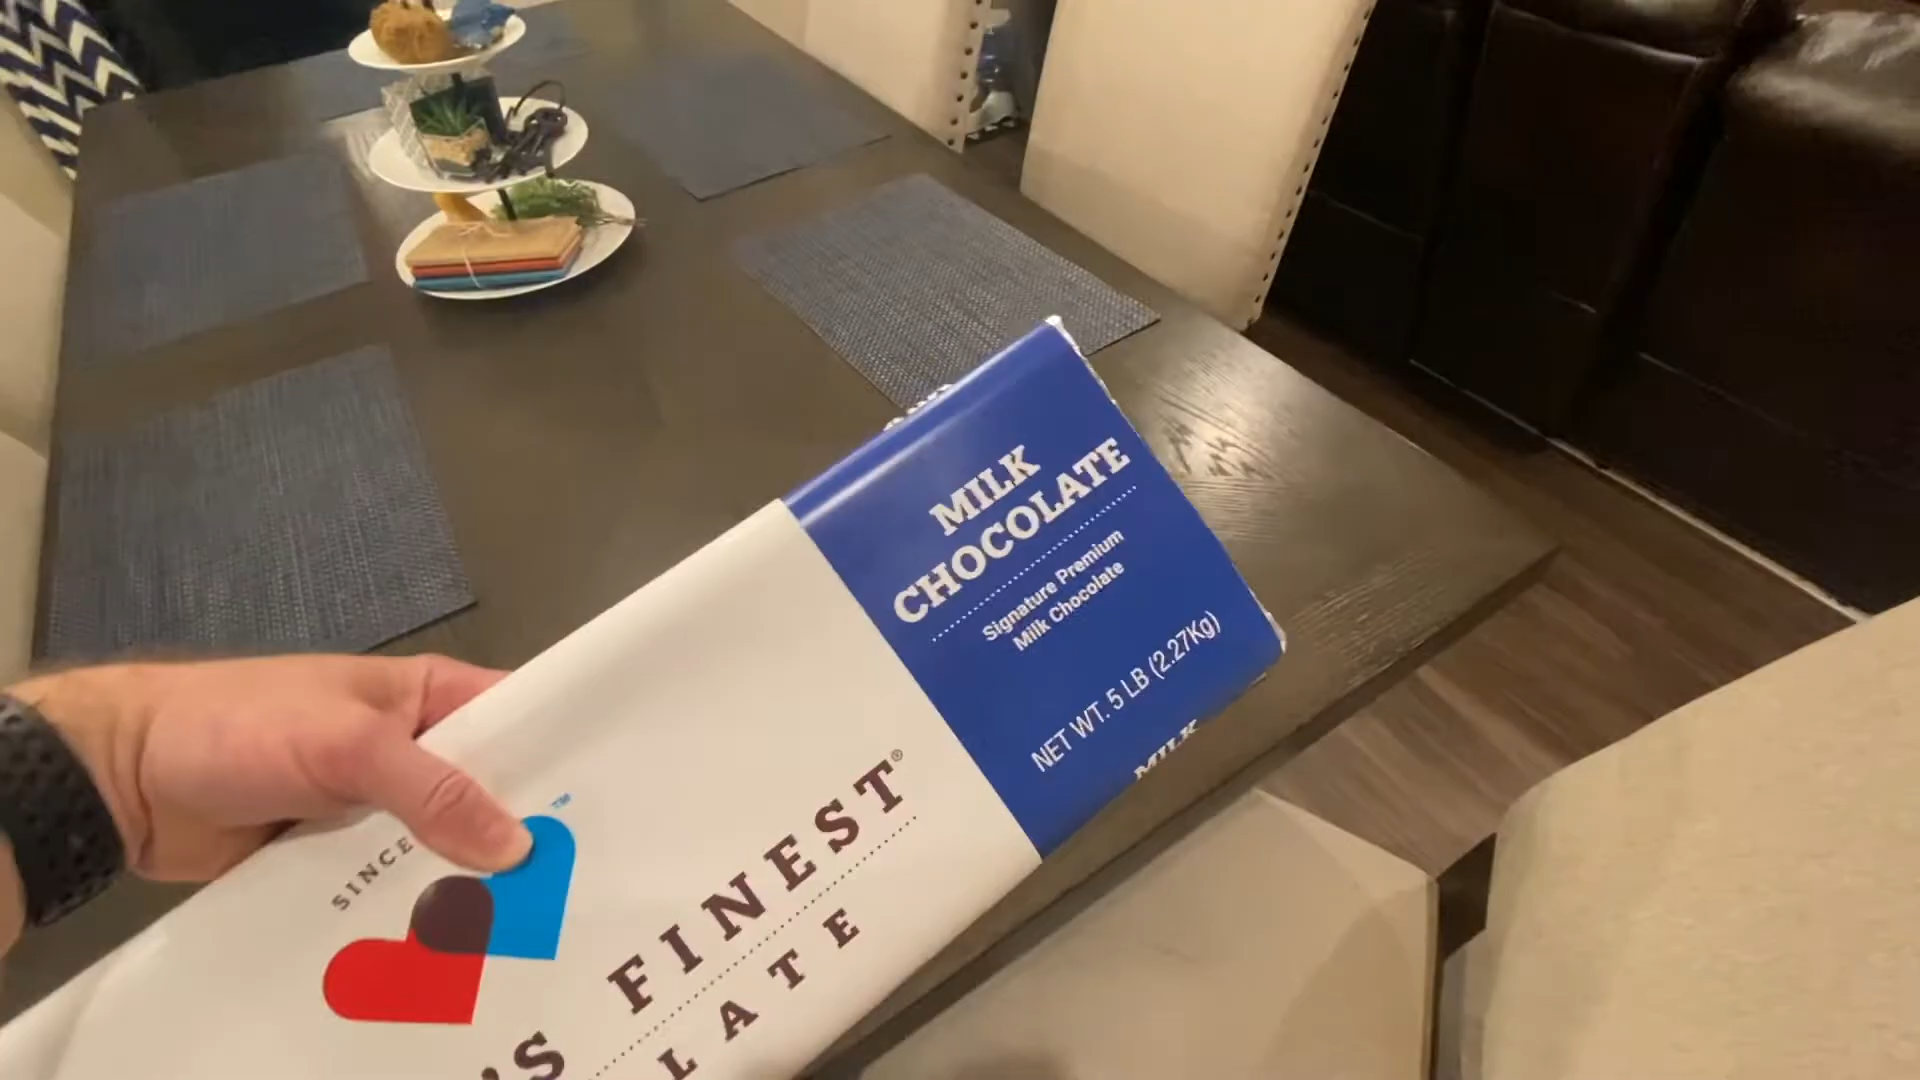 MILK
CHOCOLATE
Signature Premium
Milk Chocolate
NET WT. 5 LB (2.27Kg)
MILK
SINCE
TM
'S FINEST®
LATE